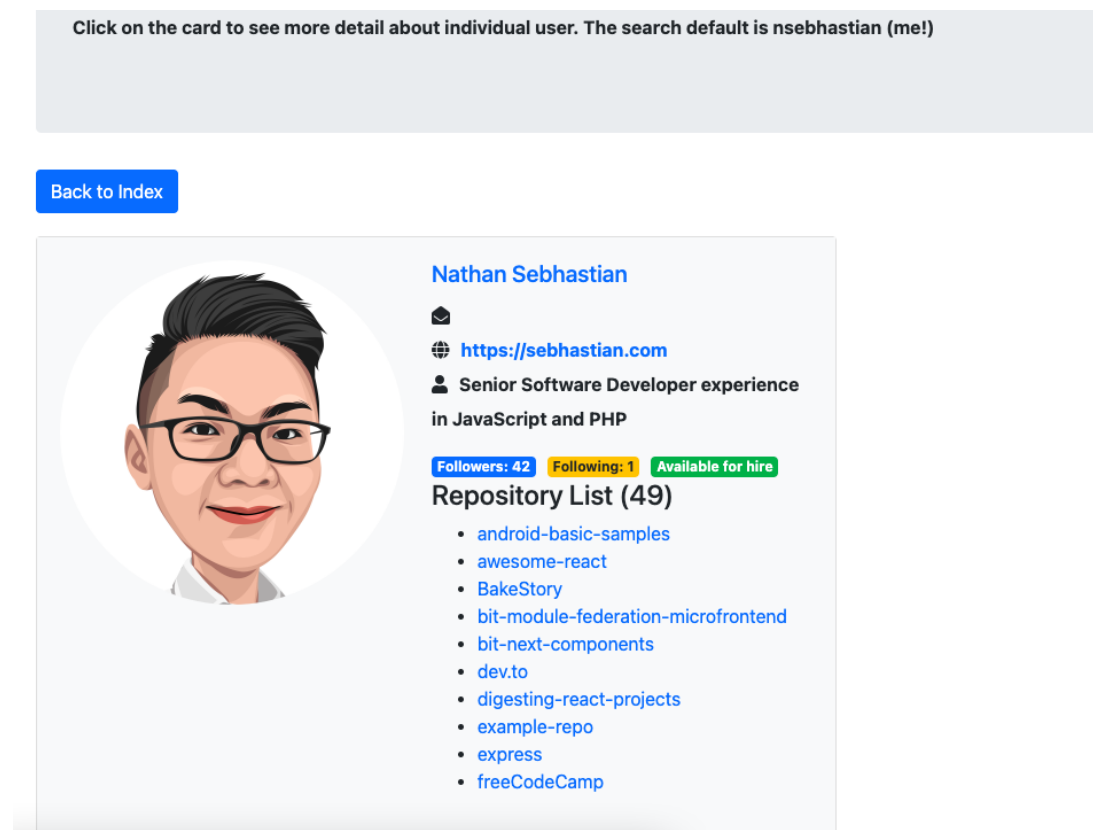 Click on the card to see more detail about individual user. The search default is nsebhastian (me!)
Back to Index
Nathan Sebhastian
https://sebhastian.com
Senior Software Developer experience
in JavaScript and PHP
Followers: 42 Following: 1 Available for hire
Repository List (49)
• android-basic-samples
• awesome-react
• BakeStory
• bit-module-federation-microfrontend
• bit-next-components
• dev.to
• digesting-react-projects
• example-repo
• express
• freeCodeCamp